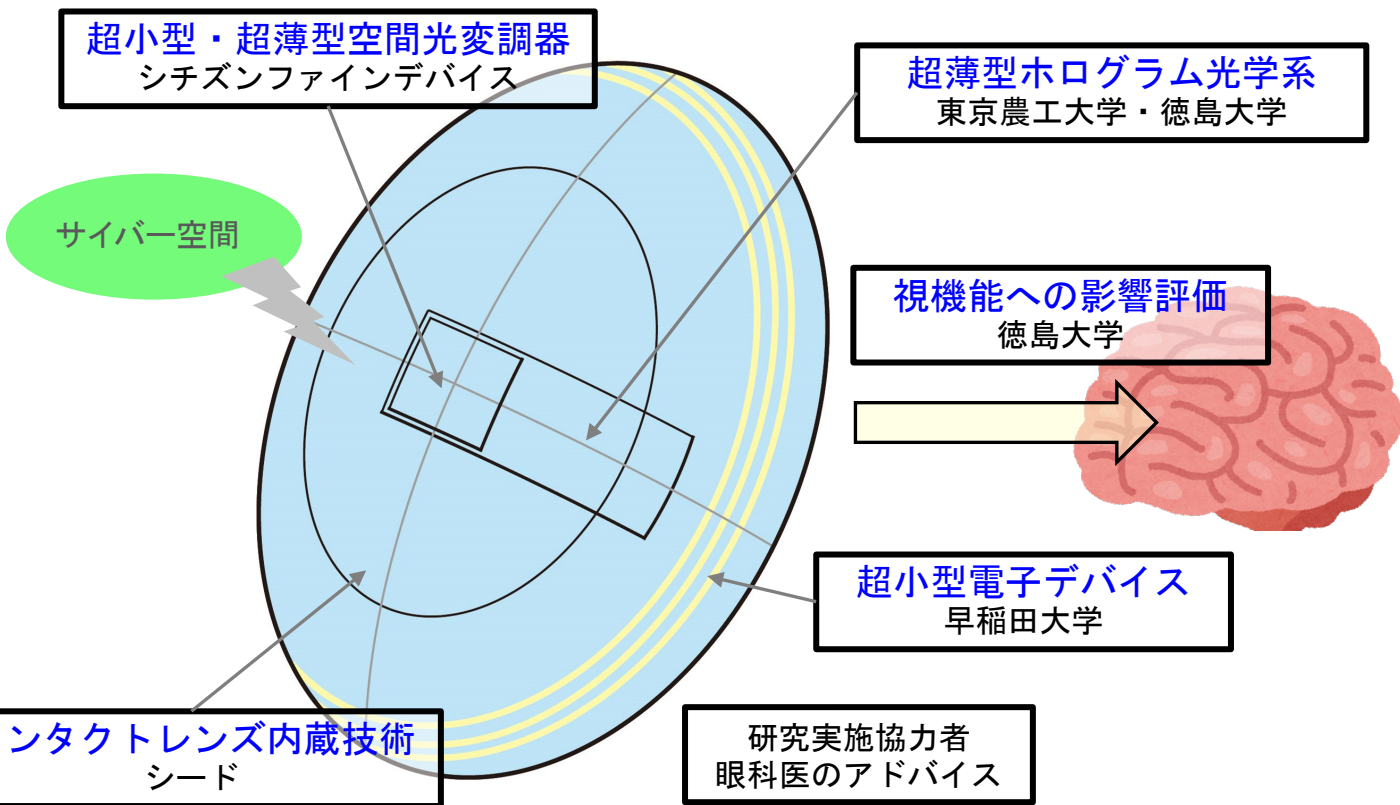 超小型・超薄型空間光変調器
シチズンファインデバイス
超薄型ホログラム光学系
東京農工大学・徳島大学
サイバー空間
視機能への影響評価
徳島大学
超小型電子デバイス
早稲田大学
ンタクトレンズ内蔵技術
シード
研究実施協力者
眼科医のアドバイス